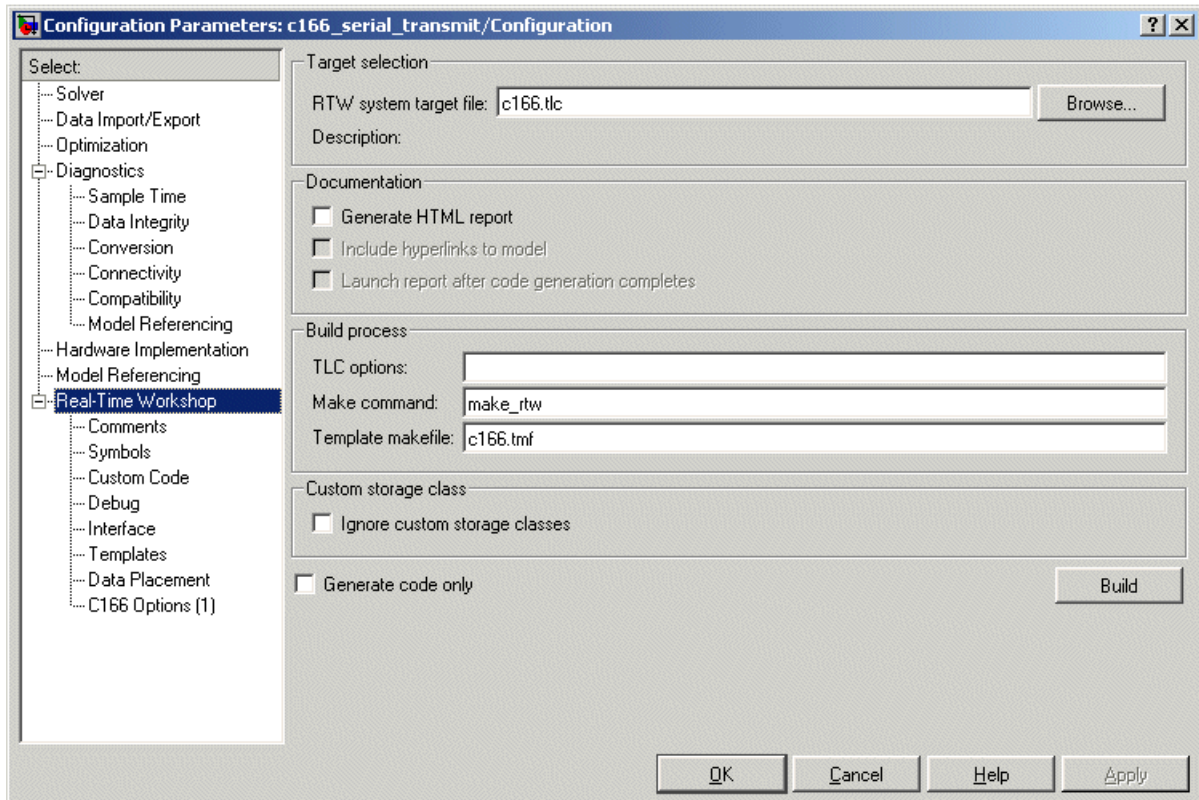 Configuration Parameters: c166_serial_transmit/Configuration
Select:
Solver
Data Import/Export
Optimization
Diagnostics
Sample Time
Data Integrity
Conversion
Connectivity
Compatibility
Model Referencing
Hardware Implementation
Model Referencing
Real-Time Workshop
Comments
Symbols
Custom Code
Debug
Interface
Templates
Data Placement
C166 Options (1)
Target selection
RTW system target file: c166.tlc Browse...
Description:
Documentation
Generate HTML report
Include hyperlinks to model
Launch report after code generation completes
Build process
TLC options:
Make command: make_rtw
Template makefile: c166.tmf
Custom storage class
Ignore custom storage classes
Generate code only Build
OK Cancel Help Apply